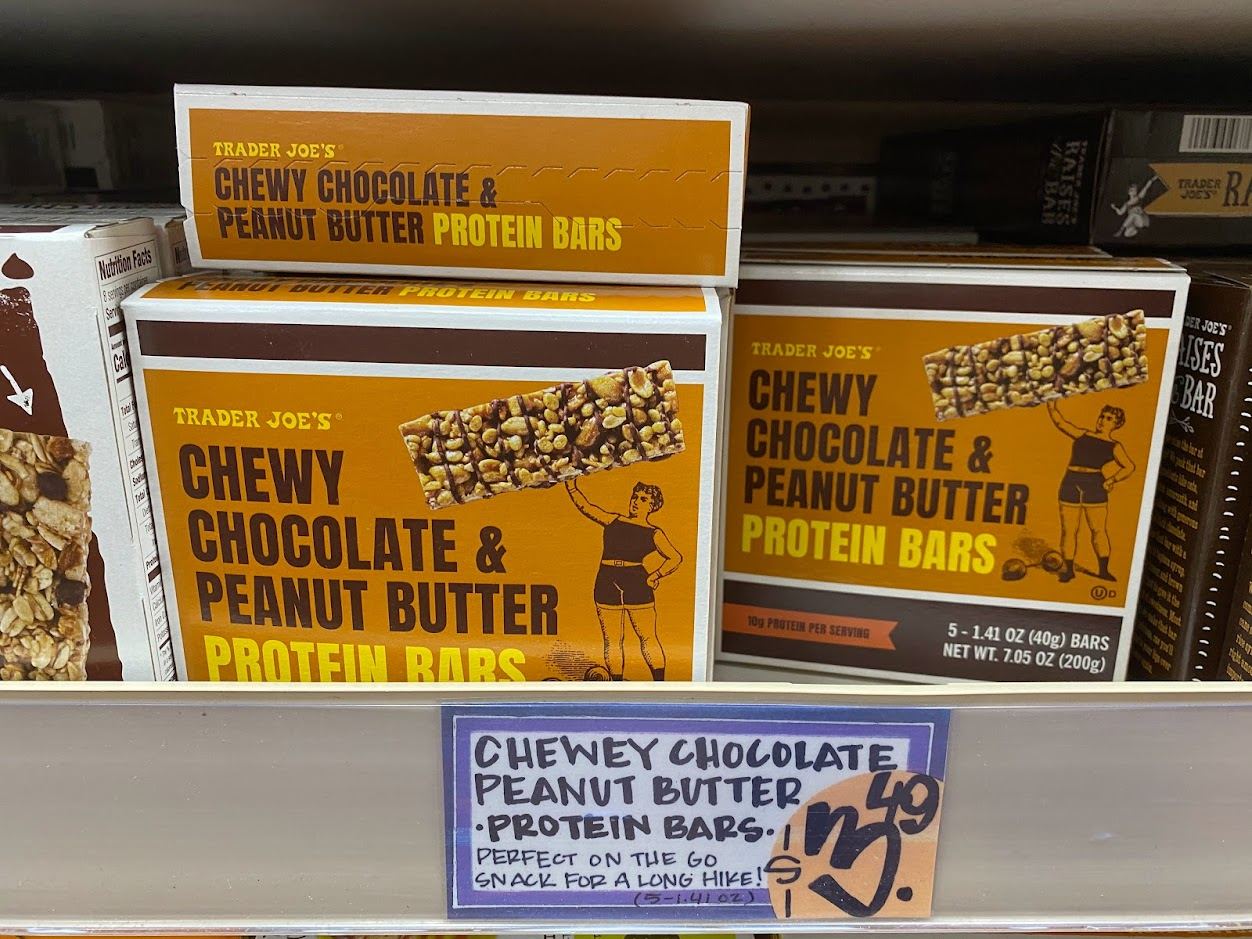 TRADER JOE'S®
CHEWY CHOCOLATE &
PEANUT BUTTER PROTEIN BARS
PEANUT BUTTER PROTEIN BARS
TRADER JOE'S®
CHEWY
CHOCOLATE &
PEANUT BUTTER
PROTEIN BARS
TRADER JOE'S®
CHEWY
CHOCOLATE &
PEANUT BUTTER
PROTEIN BARS
10g PROTEIN PER SERVING
5 - 1.41 OZ (40g) BARS
NET WT. 7.05 OZ (200g)
U D
Nutrition Facts
TRADER
JOE'S
CHEWEY CHOCOLATE
PEANUT BUTTER
·PROTEIN BARS·
PERFECT ON THE GO
SNACK FOR A LONG HIKE!
(5-1.41 OZ)
$3.49